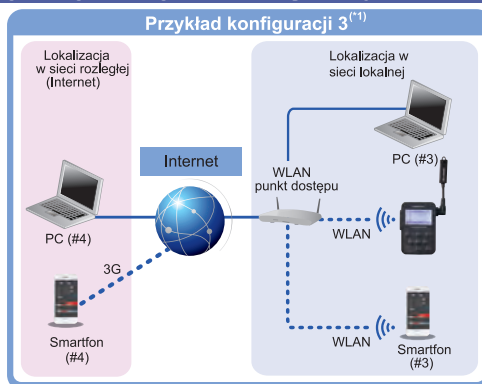 Przykład konfiguracji 3(*1)
Lokalizacja
w sieci rozległej
(Internet)
Lokalizacja w
sieci lokalnej
Internet
WLAN
punkt dostępu
PC (#3)
PC (#4)
WLAN
3G
Smartfon
(#4)
WLAN
Smartfon
(#3)